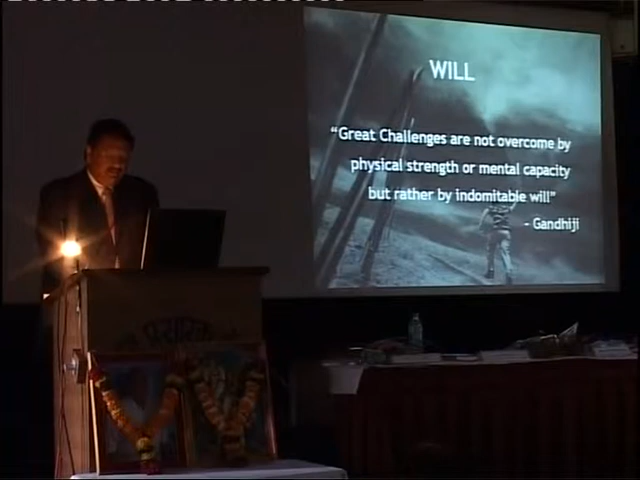 WILL
“Great Challenges are not overcome by
physical strength or mental capacity
but rather by indomitable will”
- Gandhiji